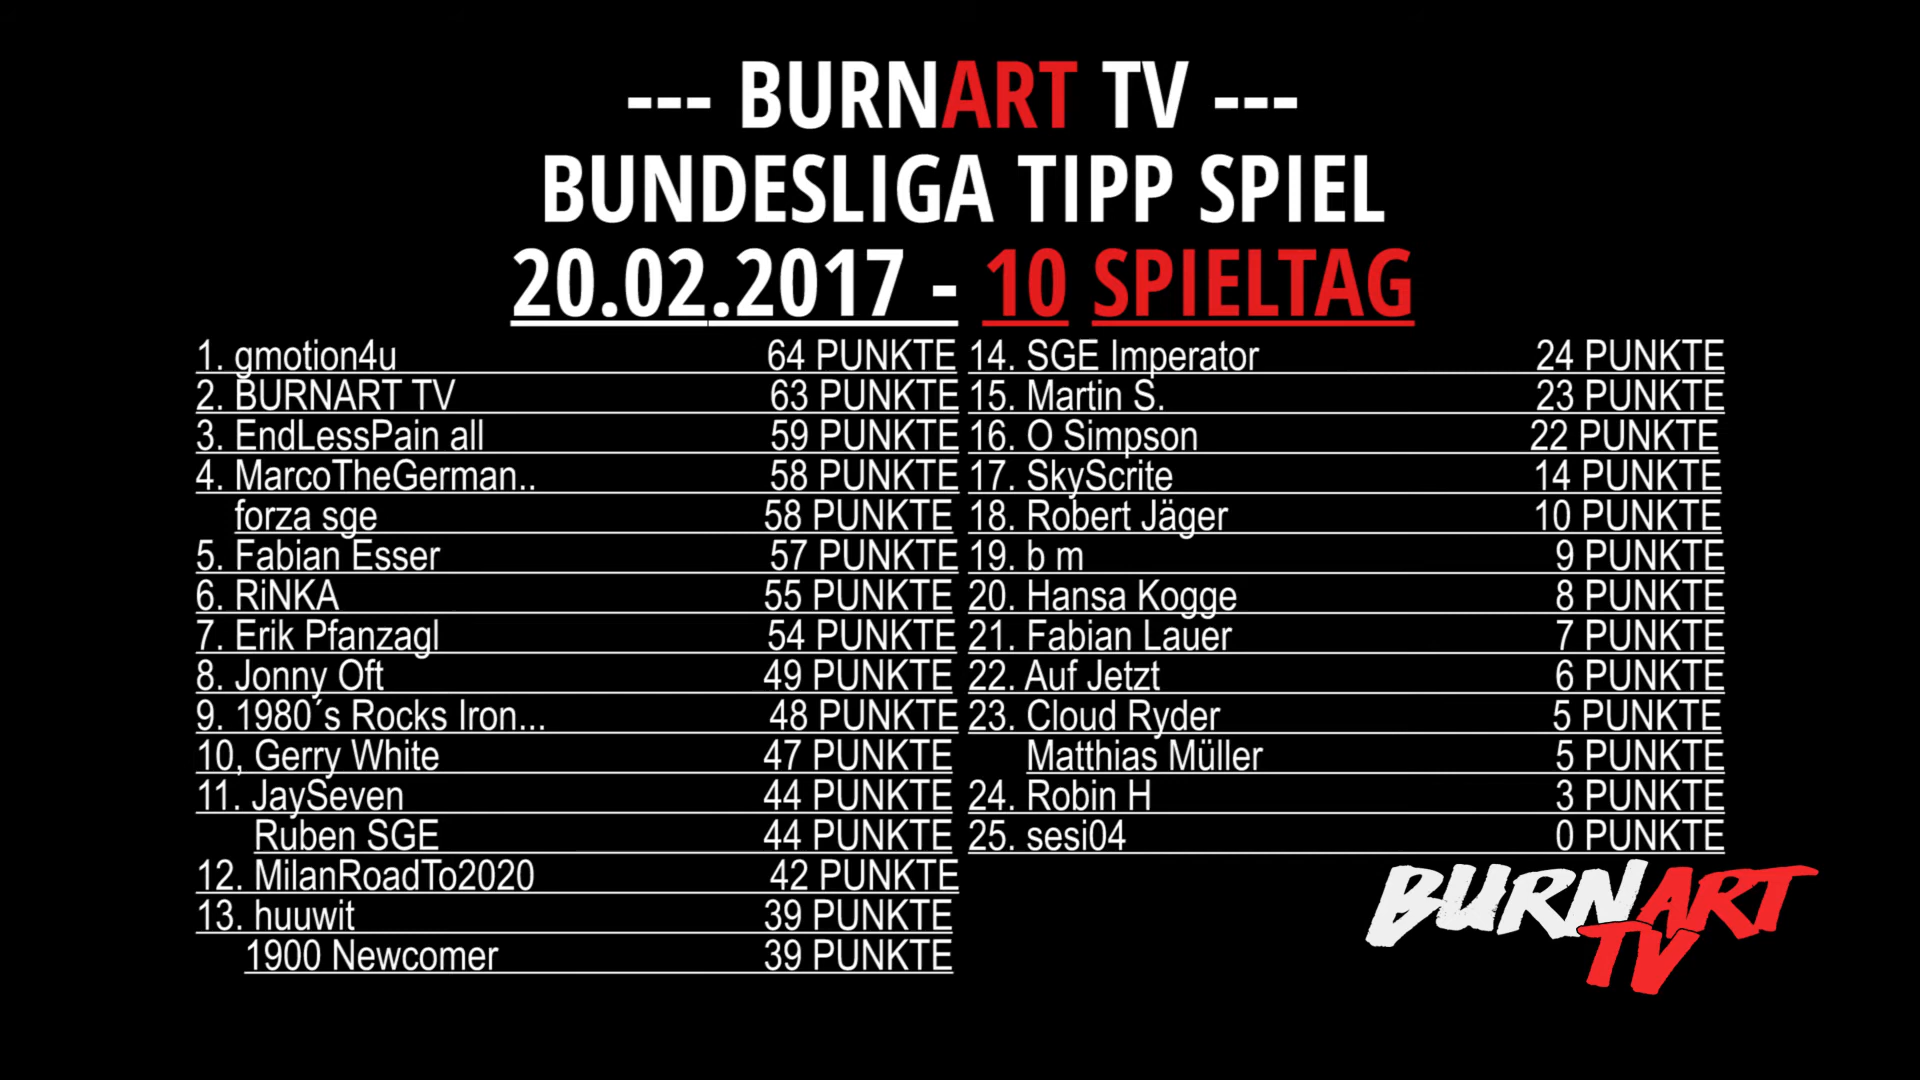 --- BURNART TV ---
BUNDESLIGA TIPP SPIEL
20.02.2017 - 10 SPIELTAG
1. gmotion4u 64 PUNKTE
2. BURNART TV 63 PUNKTE
3. EndLessPain all 59 PUNKTE
4. MarcoTheGerman.. 58 PUNKTE
forza sge 58 PUNKTE
5. Fabian Esser 57 PUNKTE
6. RiNKA 55 PUNKTE
7. Erik Pfanzagl 54 PUNKTE
8. Jonny Oft 49 PUNKTE
9. 1980´s Rocks Iron... 48 PUNKTE
10, Gerry White 47 PUNKTE
11. JaySeven 44 PUNKTE
Ruben SGE 44 PUNKTE
12. MilanRoadTo2020 42 PUNKTE
13. huuwit 39 PUNKTE
1900 Newcomer 39 PUNKTE
14. SGE Imperator 24 PUNKTE
15. Martin S. 23 PUNKTE
16. O Simpson 22 PUNKTE
17. SkyScrite 14 PUNKTE
18. Robert Jäger 10 PUNKTE
19. b m 9 PUNKTE
20. Hansa Kogge 8 PUNKTE
21. Fabian Lauer 7 PUNKTE
22. Auf Jetzt 6 PUNKTE
23. Cloud Ryder 5 PUNKTE
Matthias Müller 5 PUNKTE
24. Robin H 3 PUNKTE
25. sesi04 0 PUNKTE
BURNART
TV